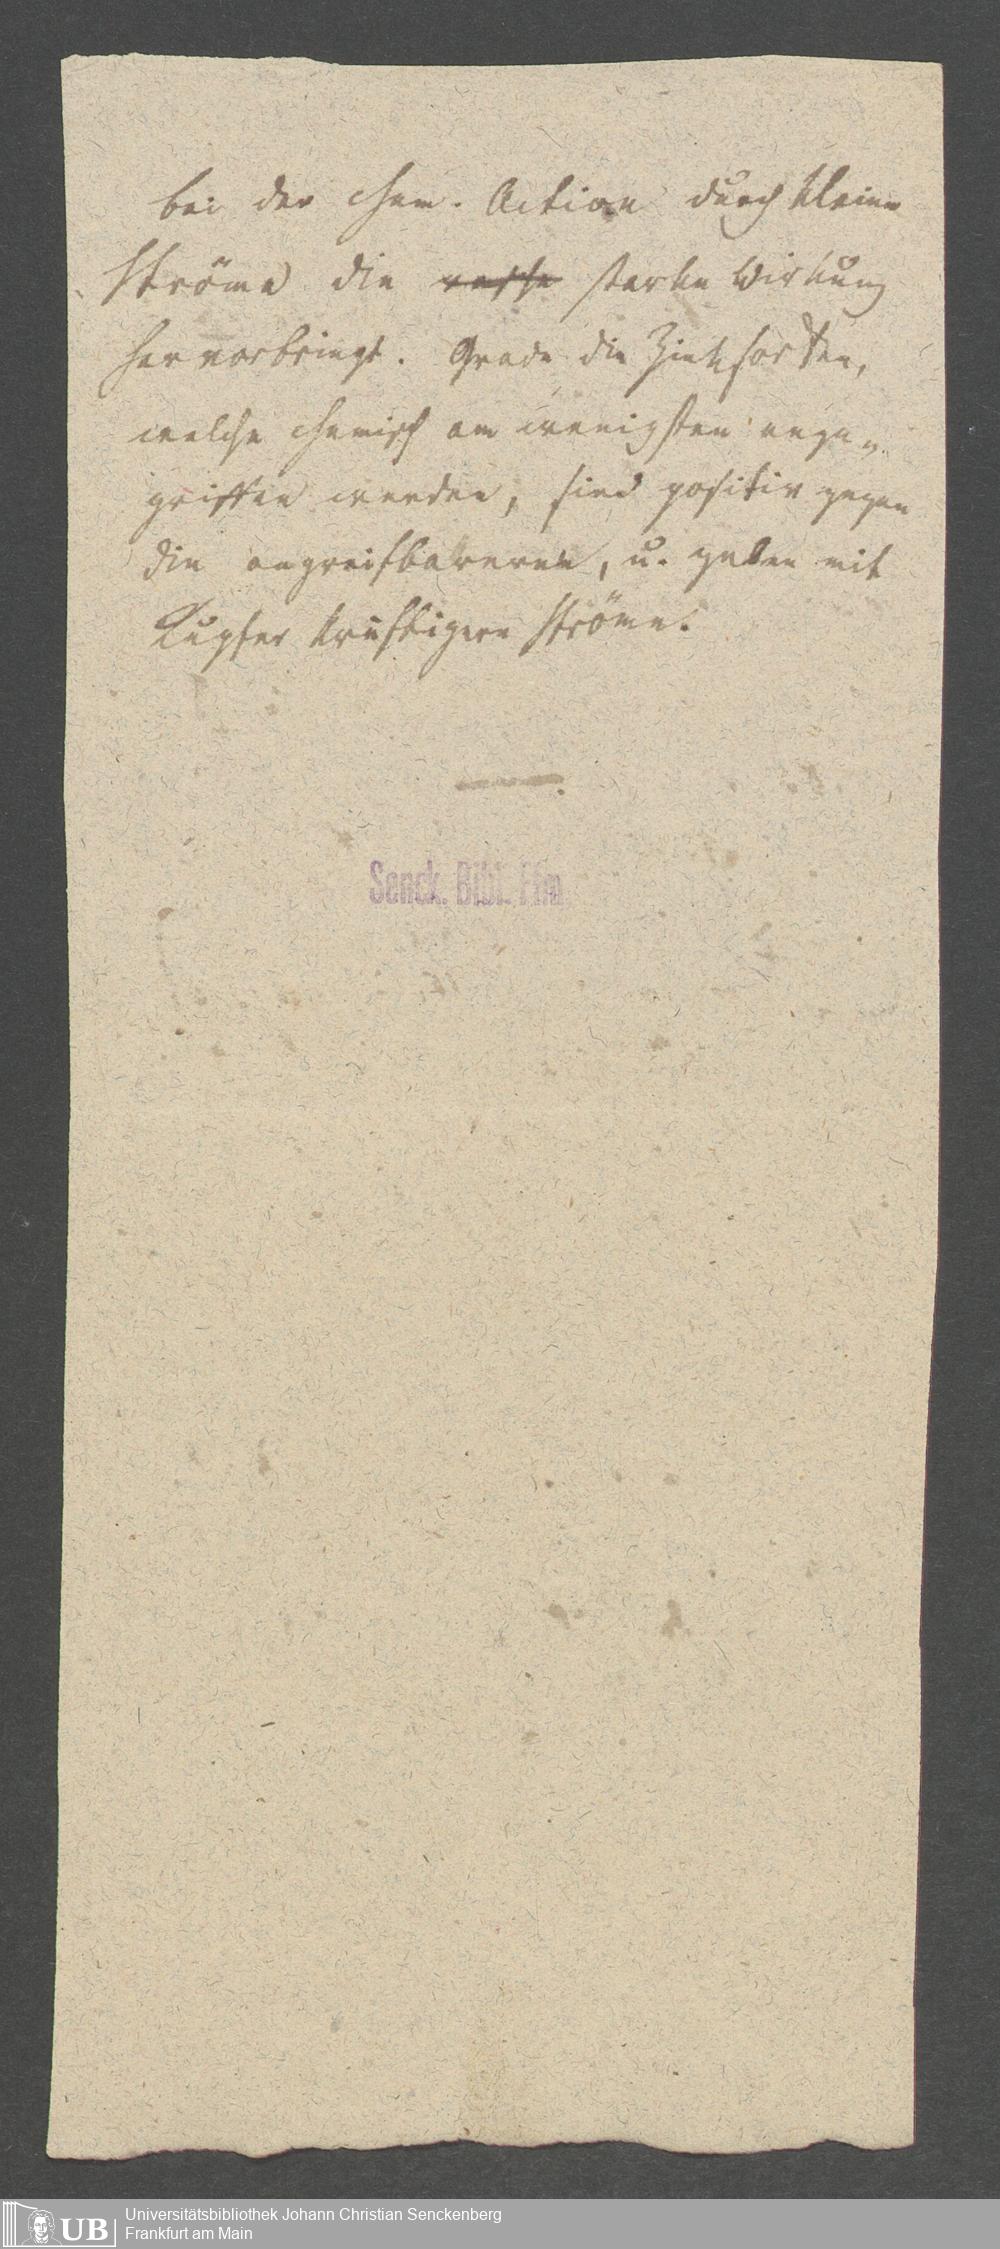 bei der chem. Action durch kleine
Ströme die rasche starke Wirkung
hervorbringt. Grade die Zinksorten,
welche chemisch am wenigsten ange-
griffen werden, sind positiv gegen
die angreifbareren, u. geben mit
Kupfer kräftigere Ströme.
Senck. Bibl. Ffm
UB
Universitätsbibliothek Johann Christian Senckenberg
Frankfurt am Main